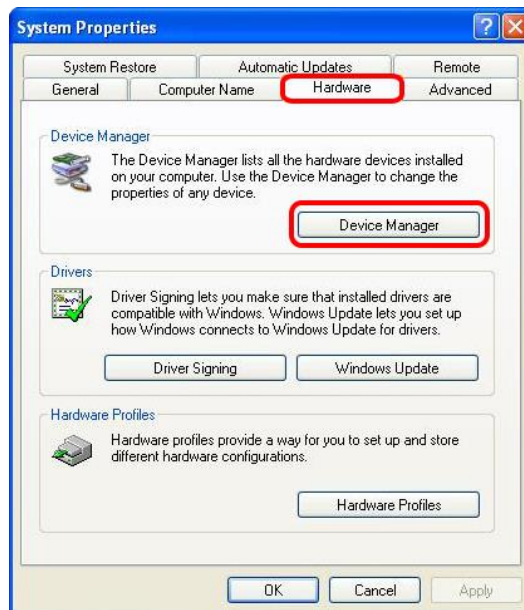 System Properties
System Restore
Automatic Updates
Remote
General
Computer Name
Hardware
Advanced
Device Manager
The Device Manager lists all the hardware devices installed
on your computer. Use the Device Manager to change the
properties of any device.
Device Manager
Drivers
Driver Signing lets you make sure that installed drivers are
compatible with Windows. Windows Update lets you set up
how Windows connects to Windows Update for drivers.
Driver Signing
Windows Update
Hardware Profiles
Hardware profiles provide a way for you to set up and store
different hardware configurations.
Hardware Profiles
OK
Cancel
Apply